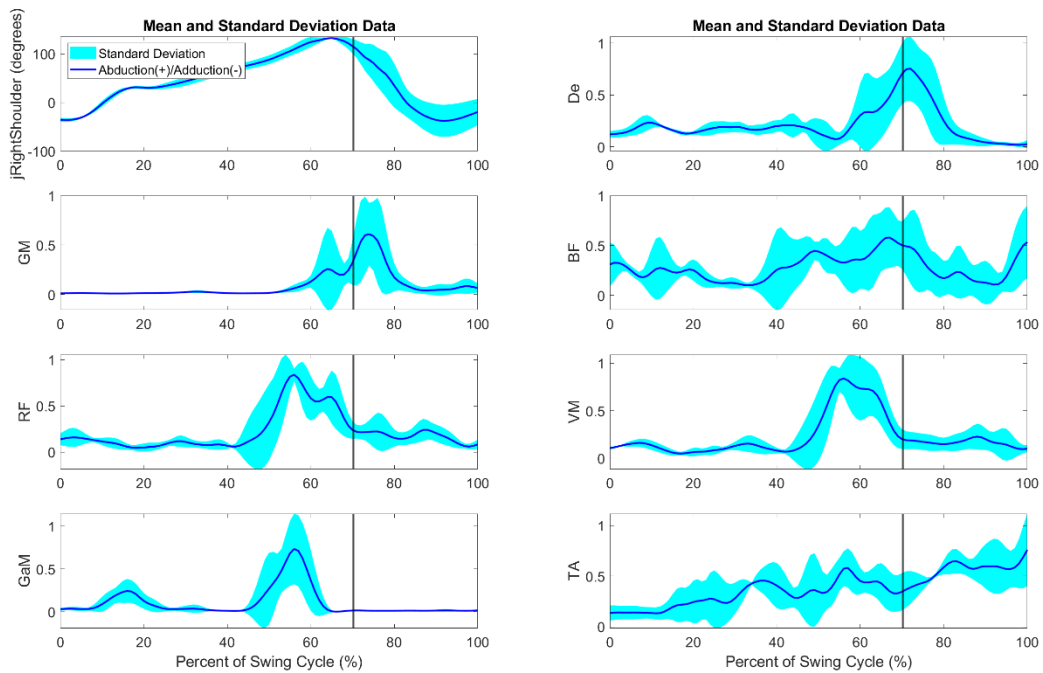 Mean and Standard Deviation Data
jRightShoulder (degrees)
100
0
-100
Standard Deviation
Abduction(+)/Adduction(-)
0 20 40 60 80 100
Mean and Standard Deviation Data
De
1
0.5
0
0 20 40 60 80 100
GM
1
0.5
0
0 20 40 60 80 100
BF
1
0.5
0
0 20 40 60 80 100
RF
1
0.5
0
0 20 40 60 80 100
VM
1
0.5
0
0 20 40 60 80 100
GaM
1
0.5
0
0 20 40 60 80 100
Percent of Swing Cycle (%)
TA
1
0.5
0
0 20 40 60 80 100
Percent of Swing Cycle (%)